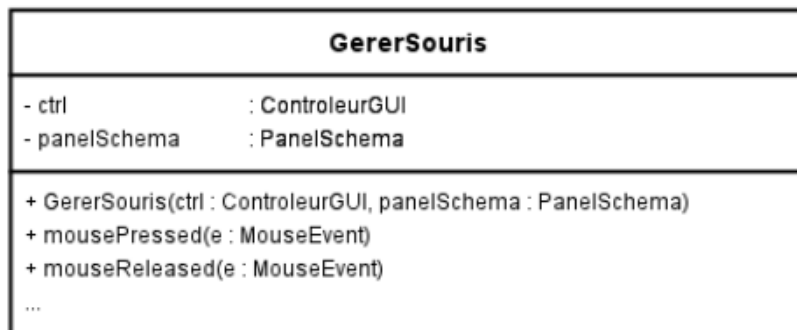 GererSouris
- ctrl : ControleurGUI
- panelSchema : PanelSchema
+ GererSouris(ctrl : ControleurGUI, panelSchema : PanelSchema)
+ mousePressed(e : MouseEvent)
+ mouseReleased(e : MouseEvent)
...